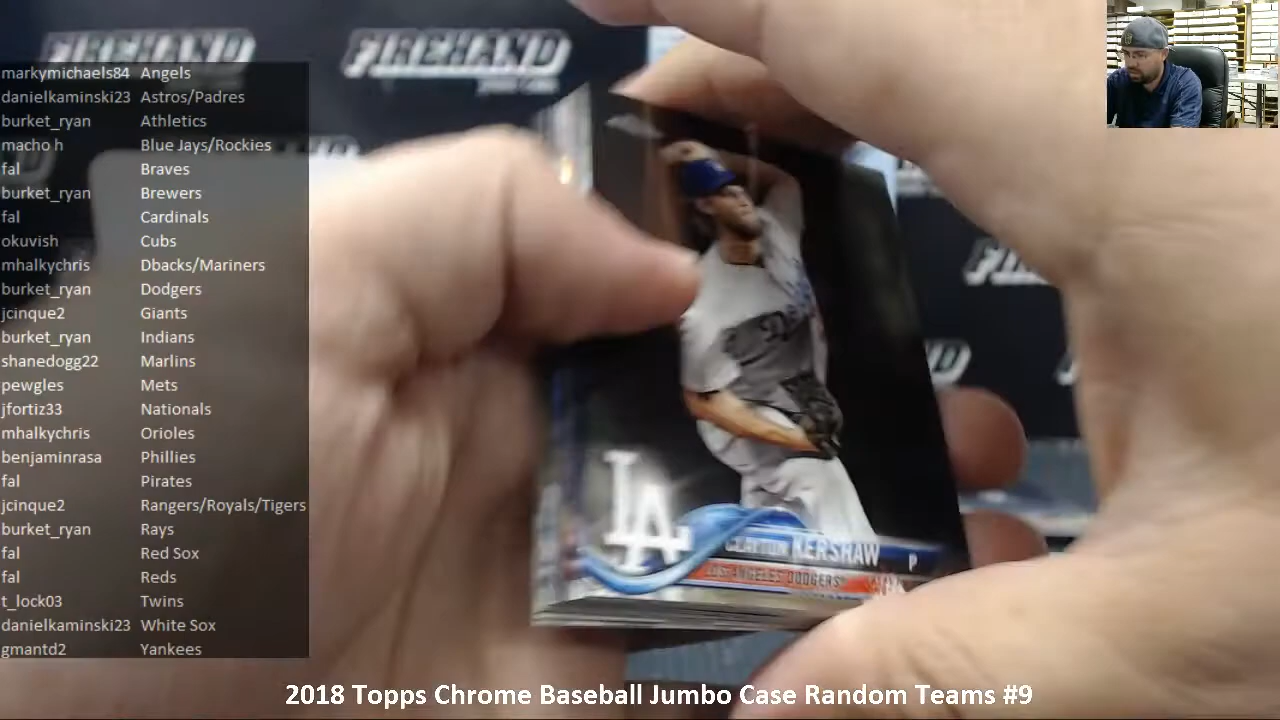 FIREHAND FIREHAND
markymichaels84 Angels
danielkaminski23 Astros/Padres
burket_ryan Athletics
macho h Blue Jays/Rockies
fal Braves
burket_ryan Brewers
fal Cardinals
okuvish Cubs
mhalkychris Dbacks/Mariners
burket_ryan Dodgers
jcinque2 Giants
burket_ryan Indians
shanedogg22 Marlins
pewgles Mets
jfortiz33 Nationals
mhalkychris Orioles
benjaminrasa Phillies
fal Pirates
jcinque2 Rangers/Royals/Tigers
burket_ryan Rays
fal Red Sox
fal Reds
t_lock03 Twins
danielkaminski23 White Sox
gmantd2 Yankees
LA
CLAYTON KERSHAW P
LOS ANGELES DODGERS
2018 Topps Chrome Baseball Jumbo Case Random Teams #9